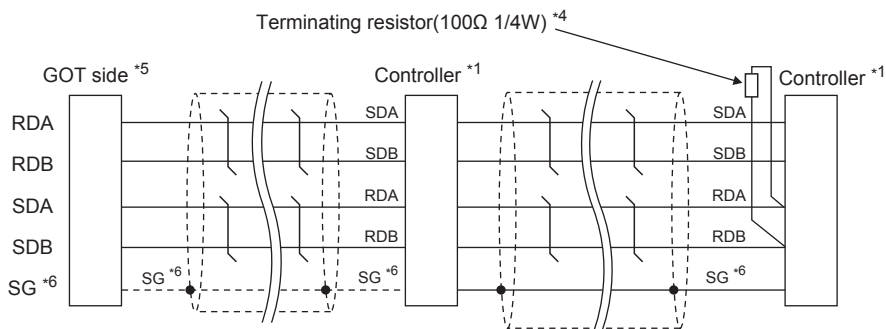 Terminating resistor(100Ω 1/4W) *4
GOT side *5
Controller *1
Controller *1
RDA
SDA
SDA
RDB
SDB
SDB
SDA
RDA
RDA
SDB
RDB
RDB
SG *6
SG *6
SG *6
SG *6